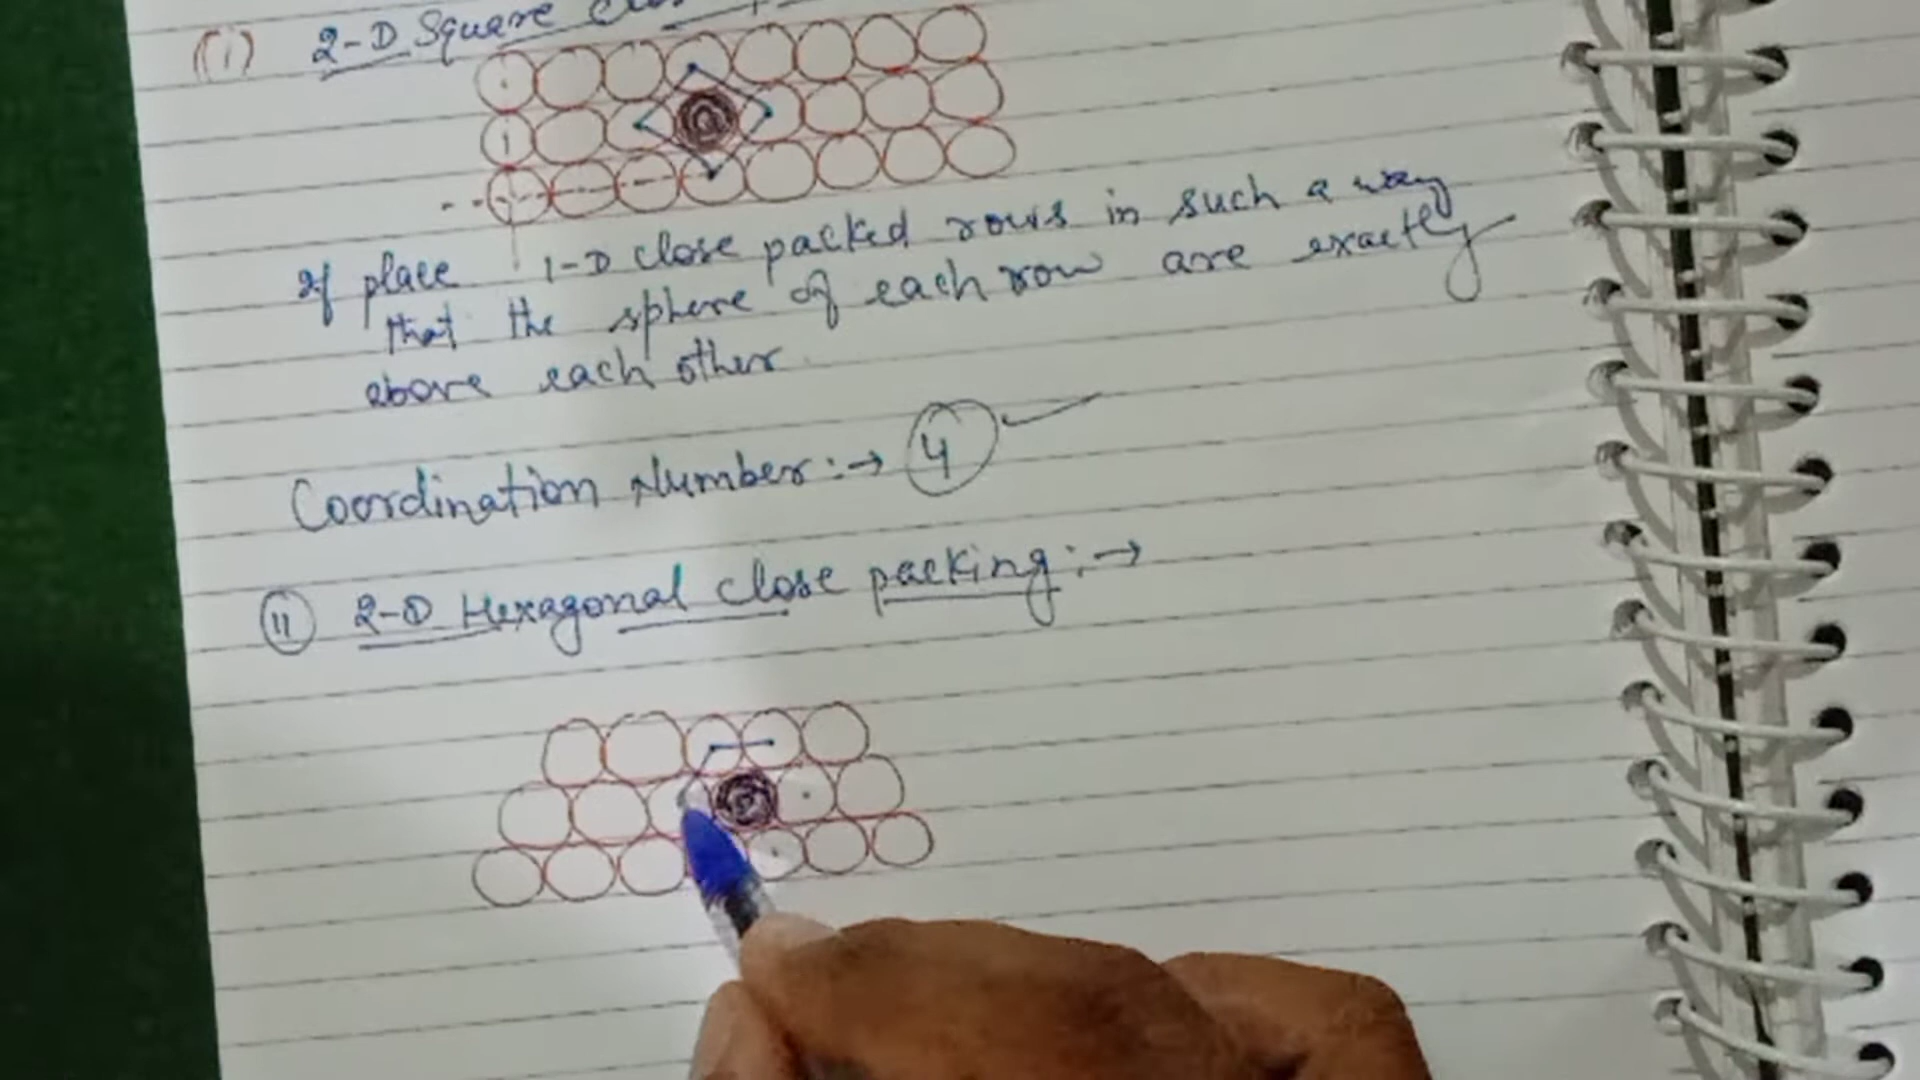 (i) 2-D Square
If place 1-D close packed rows in such a way
that the sphere of each row are exactly
above each other
Coordination Number:→ 4
(ii) 2-D Hexagonal close packing:→